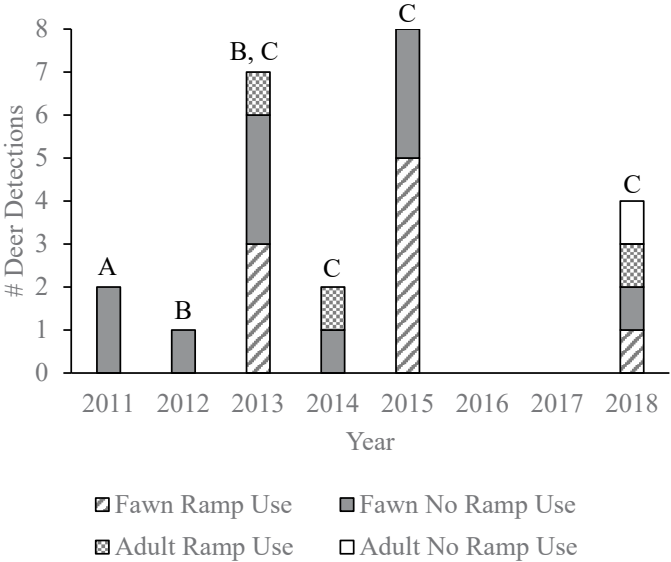 # Deer Detections
8
7
6
5
4
3
2
1
0
A
B
B, C
C
C
C
2011 2012 2013 2014 2015 2016 2017 2018
Year
Fawn Ramp Use Fawn No Ramp Use
Adult Ramp Use Adult No Ramp Use